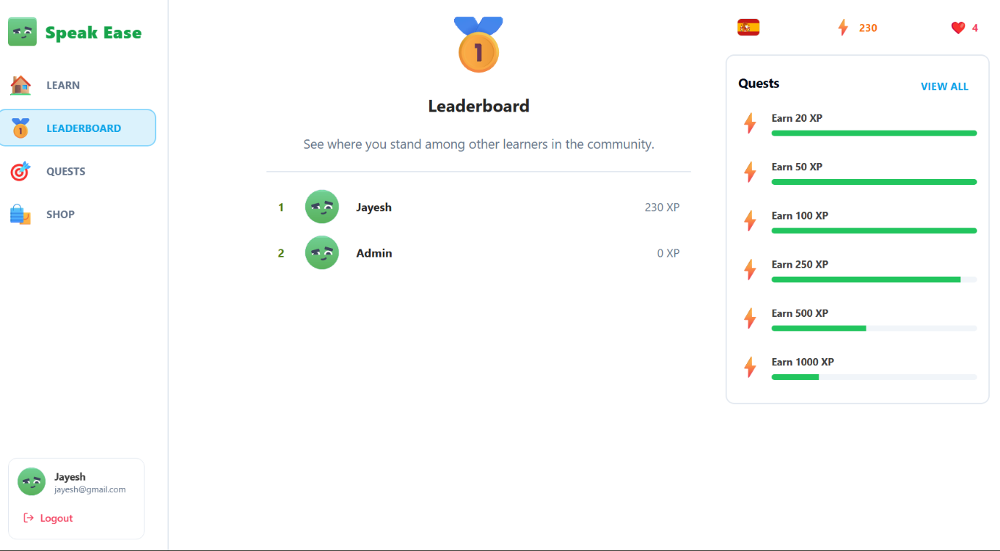 Speak Ease
LEARN
LEADERBOARD
QUESTS
SHOP
Jayesh
jayesh@gmail.com
Logout
1
Leaderboard
See where you stand among other learners in the community.
1 Jayesh 230 XP
2 Admin 0 XP
230 4
Quests VIEW ALL
Earn 20 XP
Earn 50 XP
Earn 100 XP
Earn 250 XP
Earn 500 XP
Earn 1000 XP